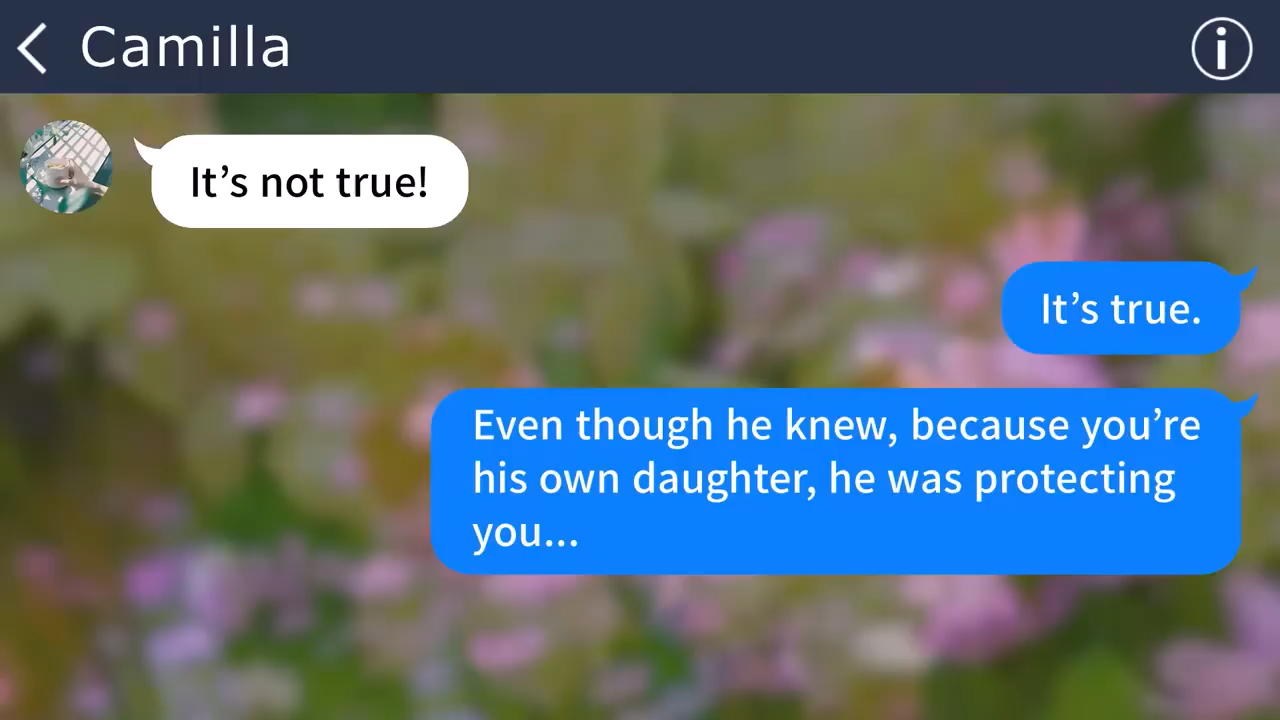 Camilla
It’s not true!
It’s true.
Even though he knew, because you’re
his own daughter, he was protecting
you...